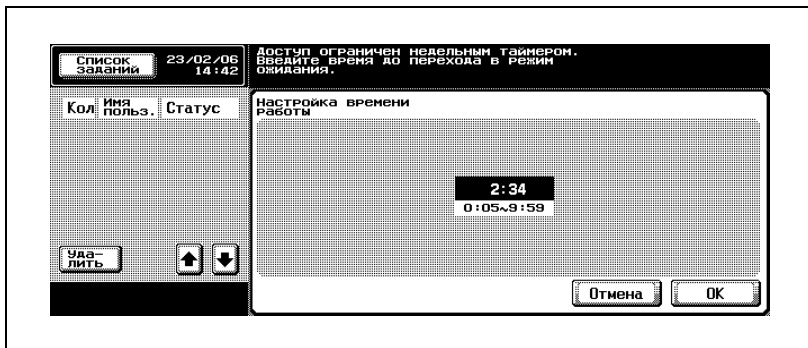 Список
заданий
23/02/06
14:42
Доступ ограничен недельным таймером.
Введите время до перехода в режим
ожидания.
Кол Имя польз. Статус
Настройка времени
работы
2:34
0:05~9:59
Уда-
лить
Отмена
OK